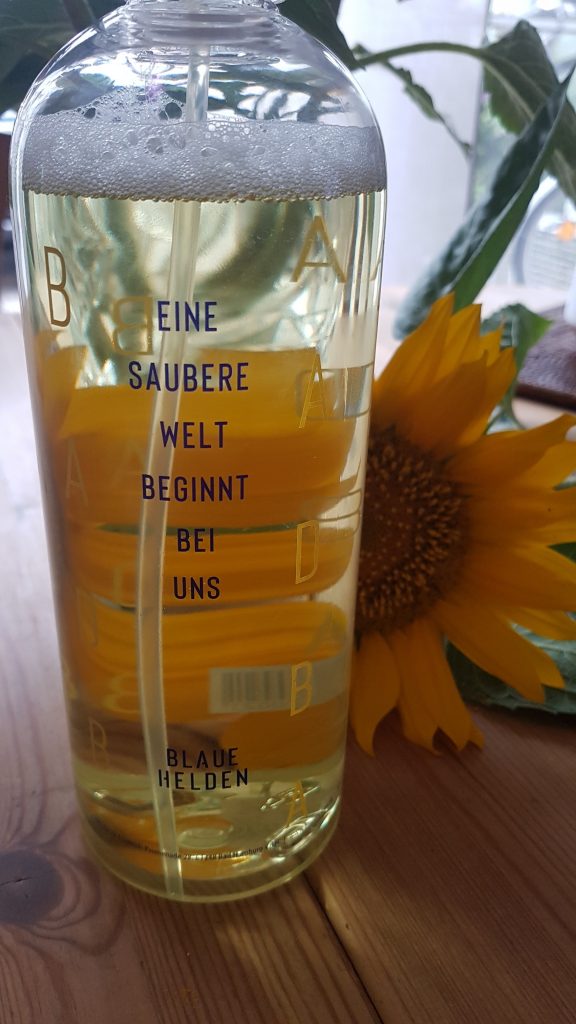 EINE
SAUBERE
WELT
BEGINNT
BEI
UNS
BLAUE
HELDEN
B
A
A
D
B
A